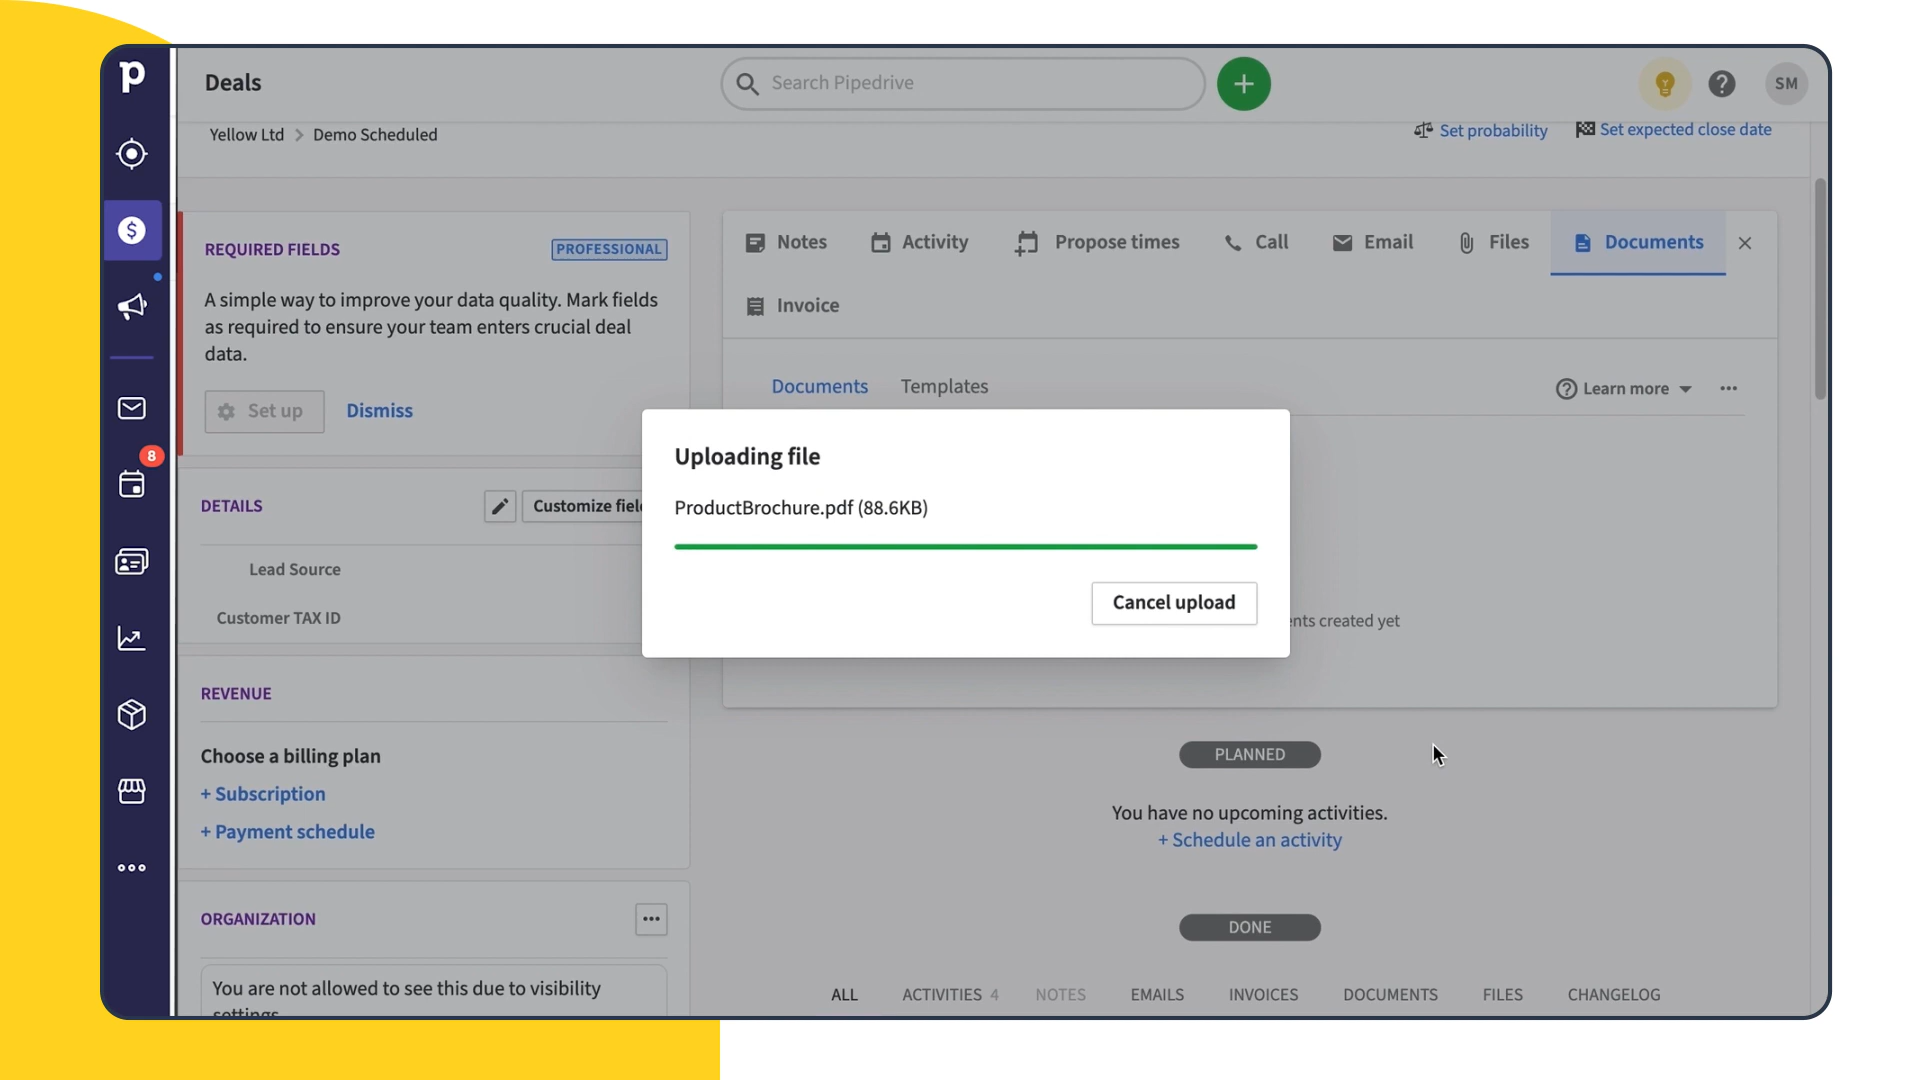 p
Deals
Search Pipedrive
SM
Yellow Ltd > Demo Scheduled
Set probability
Set expected close date
REQUIRED FIELDS
PROFESSIONAL
A simple way to improve your data quality. Mark fields
as required to ensure your team enters crucial deal
data.
Set up
Dismiss
Notes
Activity
Propose times
Call
Email
Files
Documents
Invoice
Documents
Templates
Learn more
8
Uploading file
ProductBrochure.pdf (88.6KB)
Cancel upload
created yet
DETAILS
Customize
Lead Source
Customer TAX ID
REVENUE
Choose a billing plan
+ Subscription
+ Payment schedule
ORGANIZATION
You are not allowed to see this due to visibility
settings
PLANNED
You have no upcoming activities.
+ Schedule an activity
DONE
ALL
ACTIVITIES 4
NOTES
EMAILS
INVOICES
DOCUMENTS
FILES
CHANGELOG